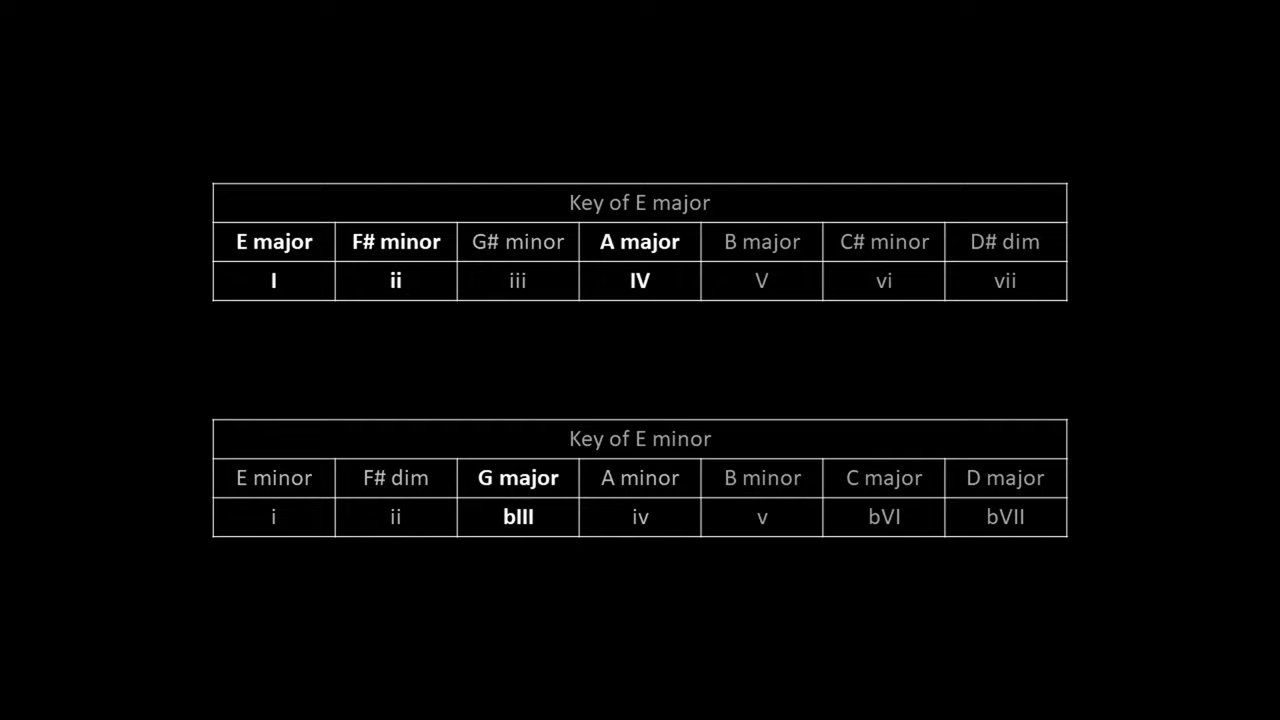 Key of E major
E major F# minor G# minor A major B major C# minor D# dim
I ii iii IV V vi vii
Key of E minor
E minor F# dim G major A minor B minor C major D major
i ii bIII iv v bVI bVII